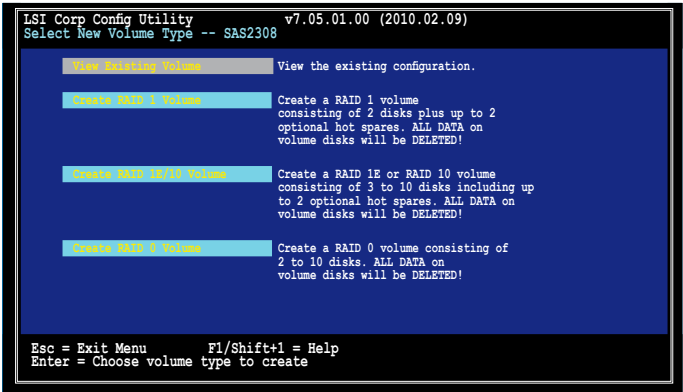 LSI Corp Config Utility v7.05.01.00 (2010.02.09)
Select New Volume Type -- SAS2308
View Existing Volume View the existing configuration.
Create RAID 1 Volume Create a RAID 1 volume
consisting of 2 disks plus up to 2
optional hot spares. ALL DATA on
volume disks will be DELETED!
Create RAID 1E/10 Volume Create a RAID 1E or RAID 10 volume
consisting of 3 to 10 disks including up
to 2 optional hot spares. ALL DATA on
volume disks will be DELETED!
Create RAID 0 Volume Create a RAID 0 volume consisting of
2 to 10 disks. ALL DATA on
volume disks will be DELETED!
Esc = Exit Menu F1/Shift+1 = Help
Enter = Choose volume type to create